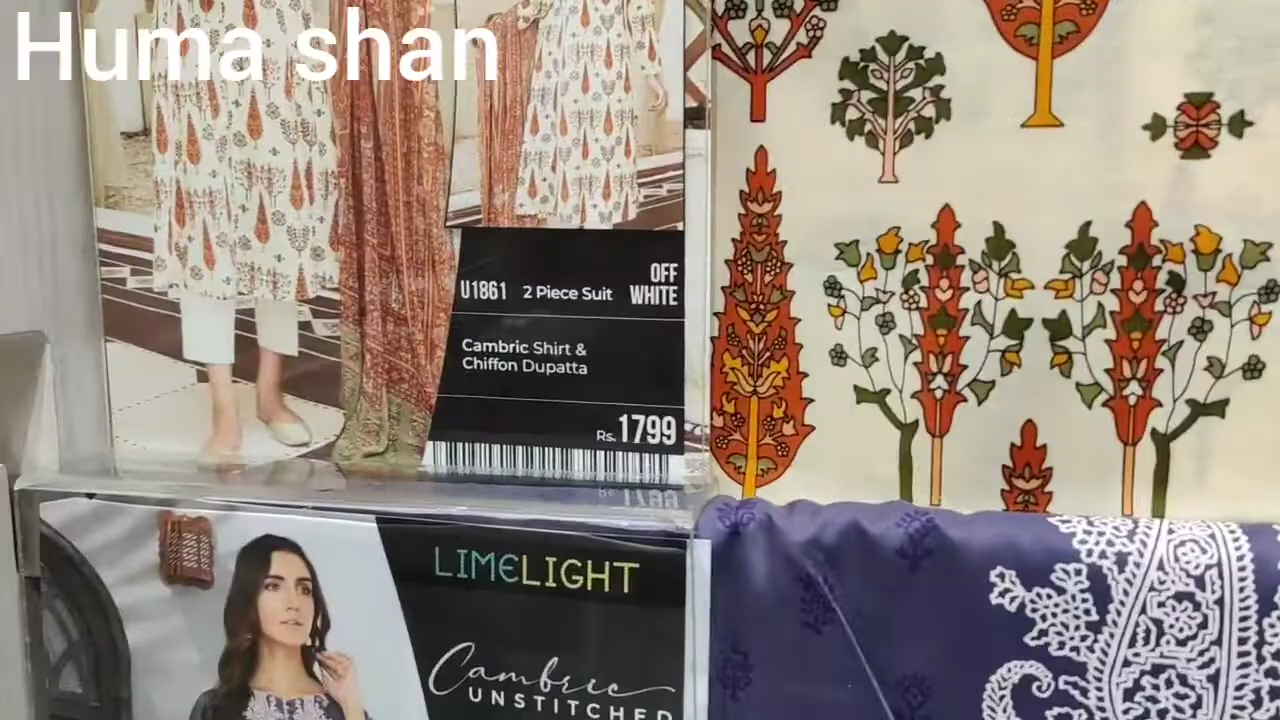 Huma shan
U1861 2 Piece Suit OFF WHITE
Cambric Shirt &
Chiffon Dupatta
Rs. 1799
LIMELIGHT
Cambric
UNSTITCHED